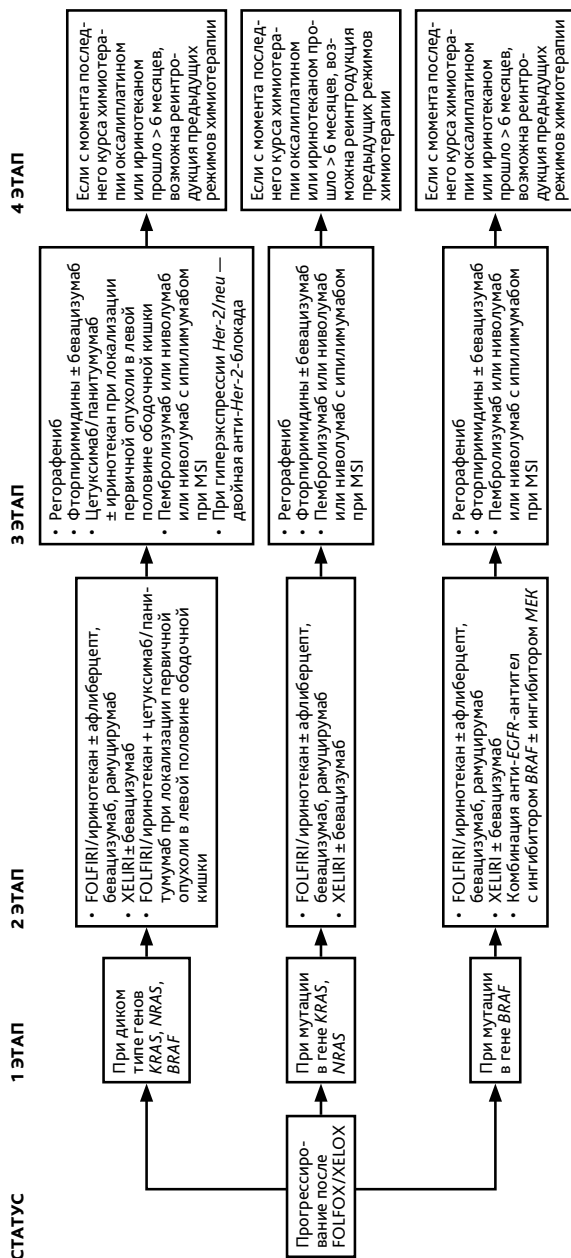 СТАТУС
1 ЭТАП
2 ЭТАП
3 ЭТАП
4 ЭТАП
Прогрессиро-
вание после
FOLFOX/XELOX
При диком
типе генов
KRAS, NRAS,
BRAF
• FOLFIRI/иринотекан ± афлиберцепт,
бевацизумаб, рамуцирумаб
• XELIRI ± бевацизумаб
• FOLFIRI/иринотекан + цетуксимаб/пани-
тумумаб при локализации первичной
опухоли в левой половине ободочной
кишки
• Регорафениб
• Фторпиримидины ± бевацизумаб
• Цетуксимаб/панитумумаб
± иринотекан при локализации
первичной опухоли в левой
половине ободочной кишки
• Пембролизумаб или ниволумаб
или ниволумаб с ипилимумабом
при MSI
• При гиперэкспрессии Her-2/neu —
двойная анти-Her-2-блокада
Если с момента послед-
него курса химиотера-
пии оксалиплатином
или иринотеканом
прошло > 6 месяцев,
возможна реинтро-
дукция предыдущих
режимов химиотерапии
При мутации
в гене KRAS,
NRAS
• FOLFIRI/иринотекан ± афлиберцепт,
бевацизумаб, рамуцирумаб
• XELIRI ± бевацизумаб
• Регорафениб
• Фторпиримидины ± бевацизумаб
• Пембролизумаб или ниволумаб
или ниволумаб с ипилимумабом
при MSI
Если с момента послед-
него курса химиотера-
пии оксалиплатином
или иринотеканом про-
шло > 6 месяцев, воз-
можна реинтродукция
предыдущих режимов
химиотерапии
При мутации
в гене BRAF
• FOLFIRI/иринотекан ± афлиберцепт,
бевацизумаб, рамуцирумаб
• XELIRI ± бевацизумаб
• Комбинация анти-EGFR-антител
с ингибитором BRAF ± ингибитором MEK
• Регорафениб
• Фторпиримидины ± бевацизумаб
• Пембролизумаб или ниволумаб
или ниволумаб с ипилимумабом
при MSI
Если с момента послед-
него курса химиотера-
пии оксалиплатином
или иринотеканом
прошло > 6 месяцев,
возможна реинтро-
дукция предыдущих
режимов химиотерапии